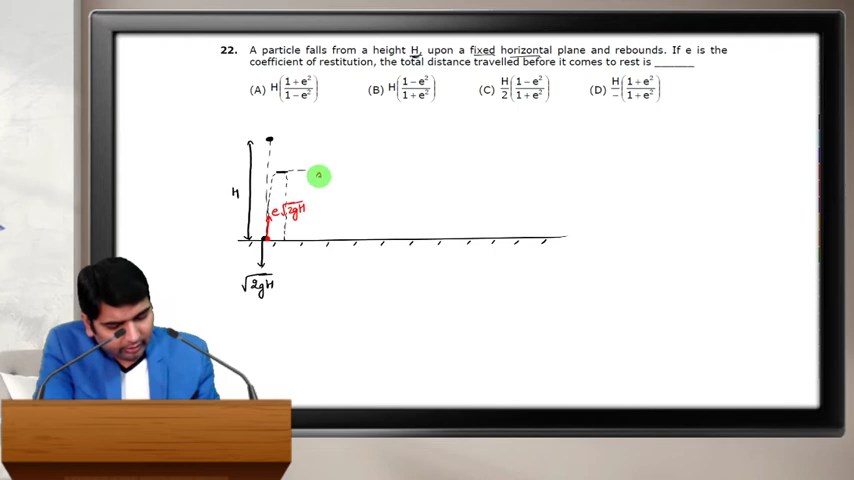 22. A particle falls from a height H, upon a fixed horizontal plane and rebounds. If e is the
coefficient of restitution, the total distance travelled before it comes to rest is ______
(A) H(1+e²/1−e²) (B) H(1−e²/1+e²) (C) H/2(1−e²/1+e²) (D) H/−(1+e²/1+e²)
H
e√2gH
√2gH